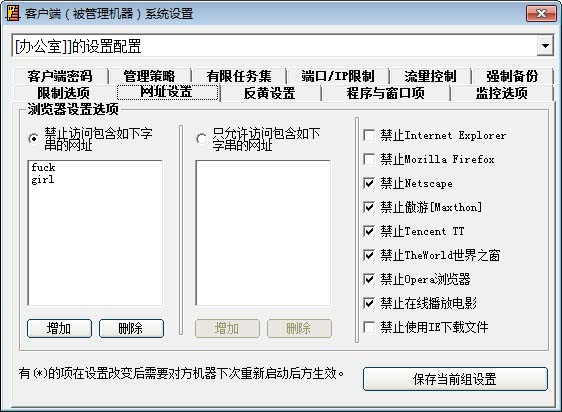 客户端（被管理机器）系统设置
[办公室]]的设置配置
客户端密码 管理策略 有限任务集 端口/IP限制 流量控制 强制备份
限制选项 网址设置 反黄设置 程序与窗口项 监控选项
浏览器设置选项
禁止访问包含如下字
串的网址
fuck
girl
增加 删除
只允许访问包含如下
字串的网址
增加 删除
禁止Internet Explorer
禁止Mozilla Firefox
禁止Netscape
禁止傲游[Maxthon]
禁止Tencent TT
禁止TheWorld世界之窗
禁止Opera浏览器
禁止在线播放电影
禁止使用IE下载文件
有(*)的项在设置改变后需要对方机器下次重新启动后方生效。
保存当前组设置